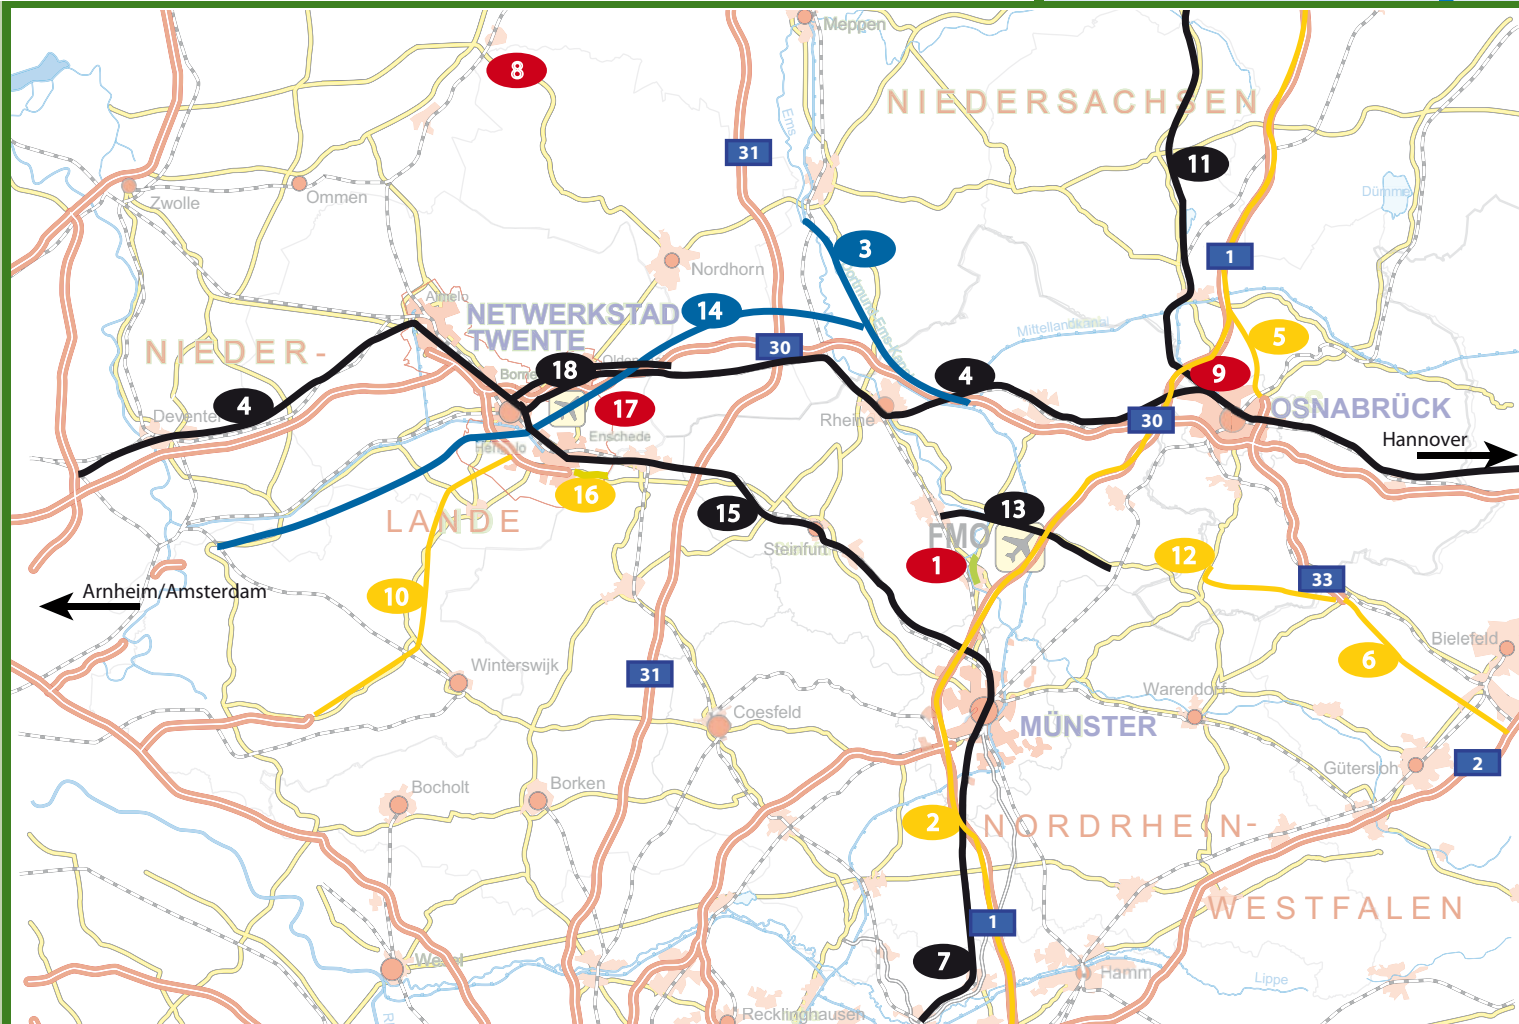 Meppen
8
NIEDERSACHSEN
Ems
31
11
Zwolle
Ommen
Dümmer
3
1
Nordhorn
Dortmund-Ems-Kanal
Almelo
NETWERKSTAD
TWENTE
14
Mittellandkanal
5
NIEDER-
30
Borne
18
4
9
4
17
Deventer
Rheine
30
OSNABRÜCK
Enschede
Hengelo
Hannover
16
LANDE
15
13
FMO
Steinfurt
1
12
33
Arnheim/Amsterdam
10
Bielefeld
6
Winterswijk
31
Warendorf
Coesfeld
MÜNSTER
Gütersloh
2
Bocholt
Borken
2
NORDRHEIN-
WESTFALEN
1
7
Wesel
Hamm
Lippe
Recklinghausen